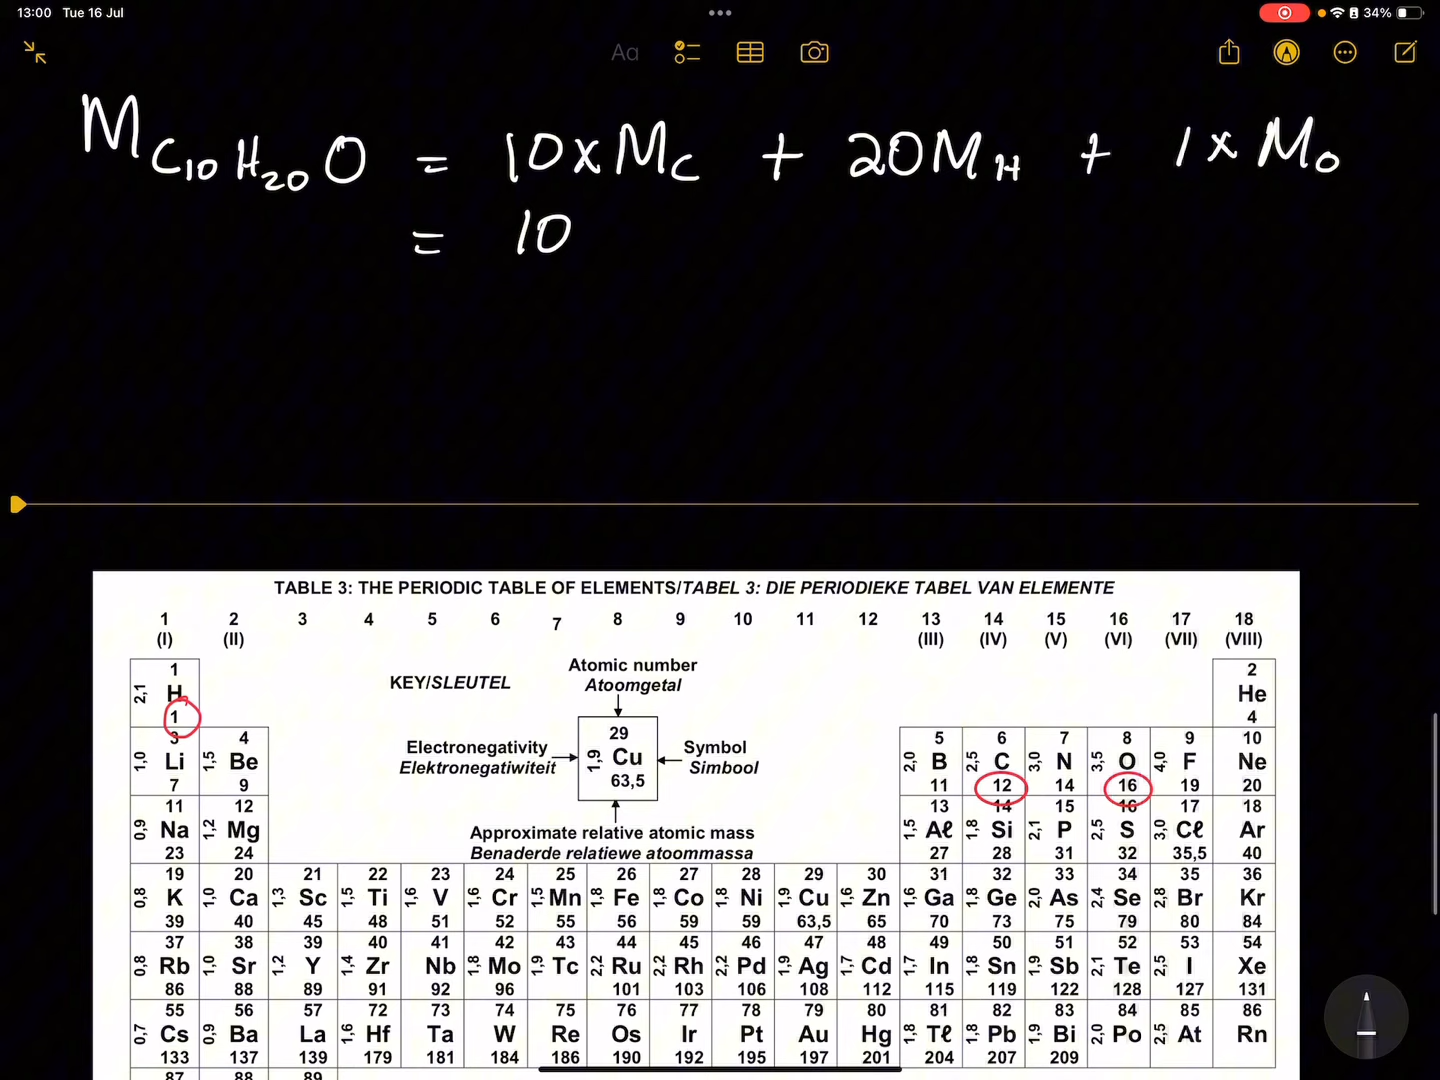 13:00 Tue 16 Jul
34%
Aa
M C₁₀H₂₀O = 10 x M C + 20 M H + 1 x M O
= 10
TABLE 3: THE PERIODIC TABLE OF ELEMENTS/TABEL 3: DIE PERIODIEKE TABEL VAN ELEMENTE
1 2 3 4 5 6 7 8 9 10 11 12 13 14 15 16 17 18
(I) (II) (III) (IV) (V) (VI) (VII) (VIII)
KEY/SLEUTEL
Atomic number
Atoomgetal
Electronegativity
Elektronegatiwiteit
29
1,9 Cu
63,5
Symbol
Simbool
Approximate relative atomic mass
Benaderde relatiewe atoommassa
1 2
2,1 H He
1 4
3 4 5 6 7 8 9 10
1,0 Li 1,5 Be 2,0 B 2,5 C 3,0 N 3,5 O 4,0 F Ne
7 9 11 12 14 16 19 20
11 12 13 14 15 16 17 18
0,9 Na 1,2 Mg 1,5 Aℓ 1,8 Si 2,1 P 2,5 S 3,0 Cℓ Ar
23 24 27 28 31 32 35,5 40
19 20 21 22 23 24 25 26 27 28 29 30 31 32 33 34 35 36
0,8 K 1,0 Ca 1,3 Sc 1,5 Ti 1,6 V 1,6 Cr 1,5 Mn 1,8 Fe 1,8 Co 1,8 Ni 1,9 Cu 1,6 Zn 1,6 Ga 1,8 Ge 2,0 As 2,4 Se 2,8 Br Kr
39 40 45 48 51 52 55 56 59 59 63,5 65 70 73 75 79 80 84
37 38 39 40 41 42 43 44 45 46 47 48 49 50 51 52 53 54
0,8 Rb 1,0 Sr 1,2 Y 1,4 Zr Nb 1,8 Mo 1,9 Tc 2,2 Ru 2,2 Rh 2,2 Pd 1,9 Ag 1,7 Cd 1,7 In 1,8 Sn 1,9 Sb 2,1 Te 2,5 I Xe
86 88 89 91 92 96 101 103 106 108 112 115 119 122 128 127 131
55 56 57 72 73 74 75 76 77 78 79 80 81 82 83 84 85 86
0,7 Cs 0,9 Ba La 1,6 Hf Ta W Re Os Ir Pt Au Hg 1,8 Tℓ 1,8 Pb 1,9 Bi 2,0 Po 2,5 At Rn
133 137 139 179 181 184 186 190 192 195 197 201 204 207 209
87 88 89